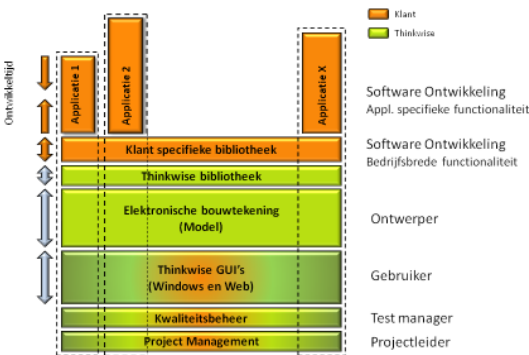 Klant
Thinkwise
Ontwikkeltijd
Applicatie 1
Applicatie 2
Applicatie X
Software Ontwikkeling
Appl. specifieke functionaliteit
Klant specifieke bibliotheek
Software Ontwikkeling
Bedrijfsbrede functionaliteit
Thinkwise bibliotheek
Elektronische bouwtekening
(Model)
Ontwerper
Thinkwise GUI's
(Windows en Web)
Gebruiker
Kwaliteitsbeheer
Test manager
Project Management
Projectleider